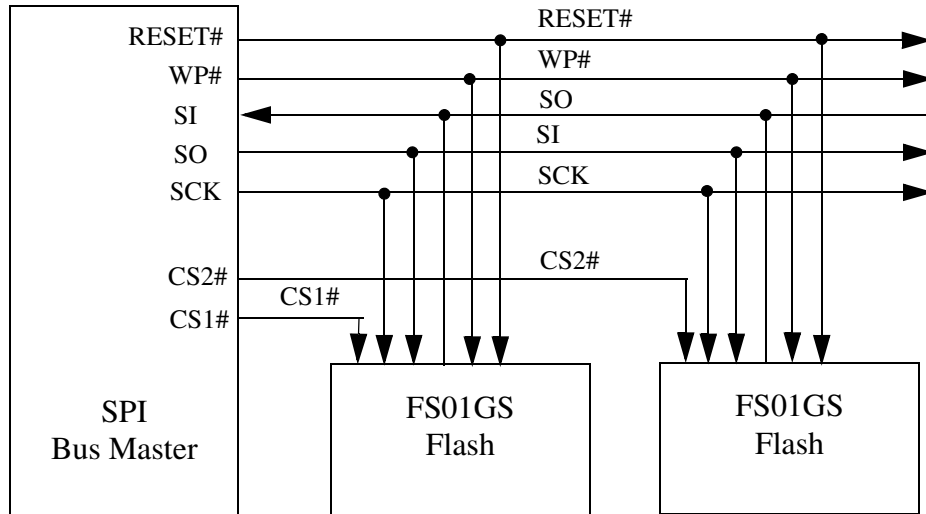 RESET#
RESET#
WP#
WP#
SI
SO
SO
SI
SCK
SCK
CS2#
CS2#
CS1#
CS1#
SPI
Bus Master
FS01GS
Flash
FS01GS
Flash